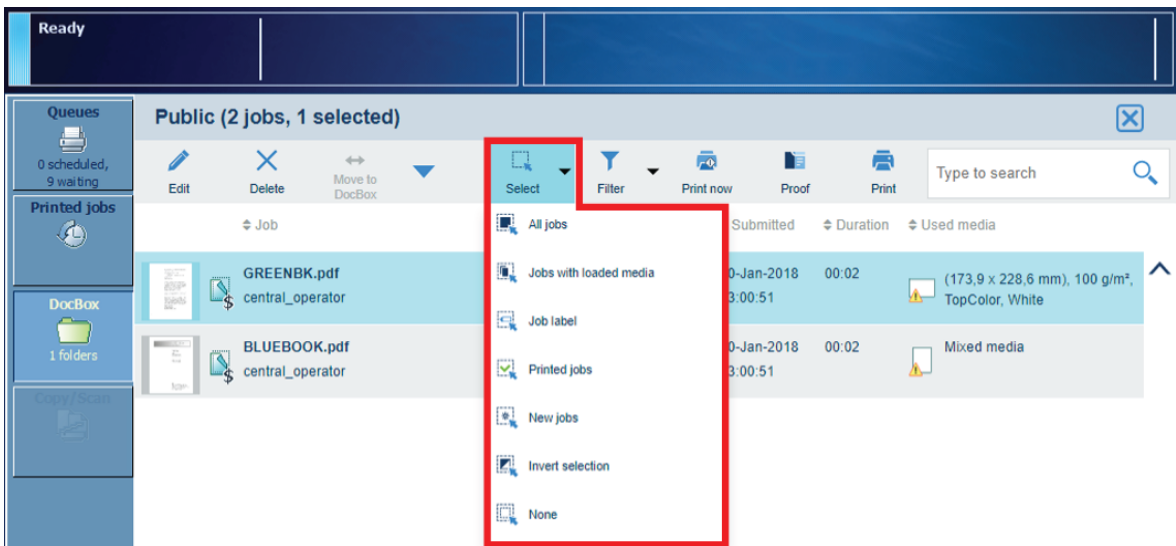 Ready
Queues
0 scheduled,
9 waiting
Printed jobs
DocBox
1 folders
Copy/Scan
Public (2 jobs, 1 selected)
Edit
Delete
Move to
DocBox
Select
Filter
Print now
Proof
Print
Type to search
Job
Submitted
Duration
Used media
GREENBK.pdf
central_operator
0-Jan-2018
3:00:51
00:02
(173,9 x 228,6 mm), 100 g/m²,
TopColor, White
BLUEBOOK.pdf
central_operator
0-Jan-2018
3:00:51
00:02
Mixed media
All jobs
Jobs with loaded media
Job label
Printed jobs
New jobs
Invert selection
None